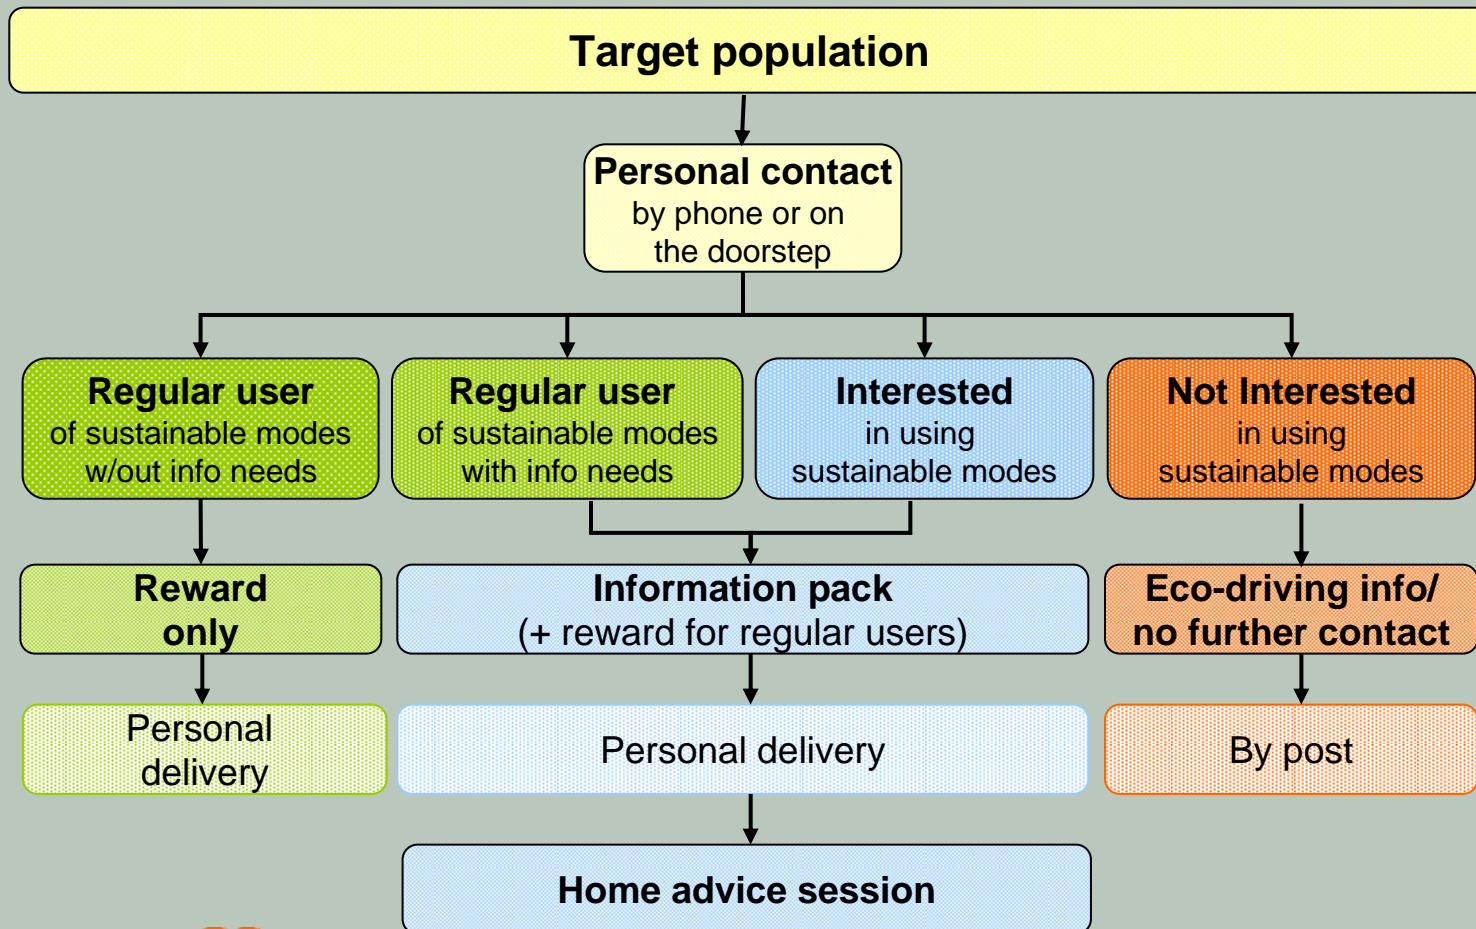 Target population
Personal contact
by phone or on
the doorstep
Regular user
of sustainable modes
w/out info needs
Regular user
of sustainable modes
with info needs
Interested
in using
sustainable modes
Not Interested
in using
sustainable modes
Reward
only
Information pack
(+ reward for regular users)
Eco-driving info/
no further contact
Personal
delivery
Personal delivery
By post
Home advice session